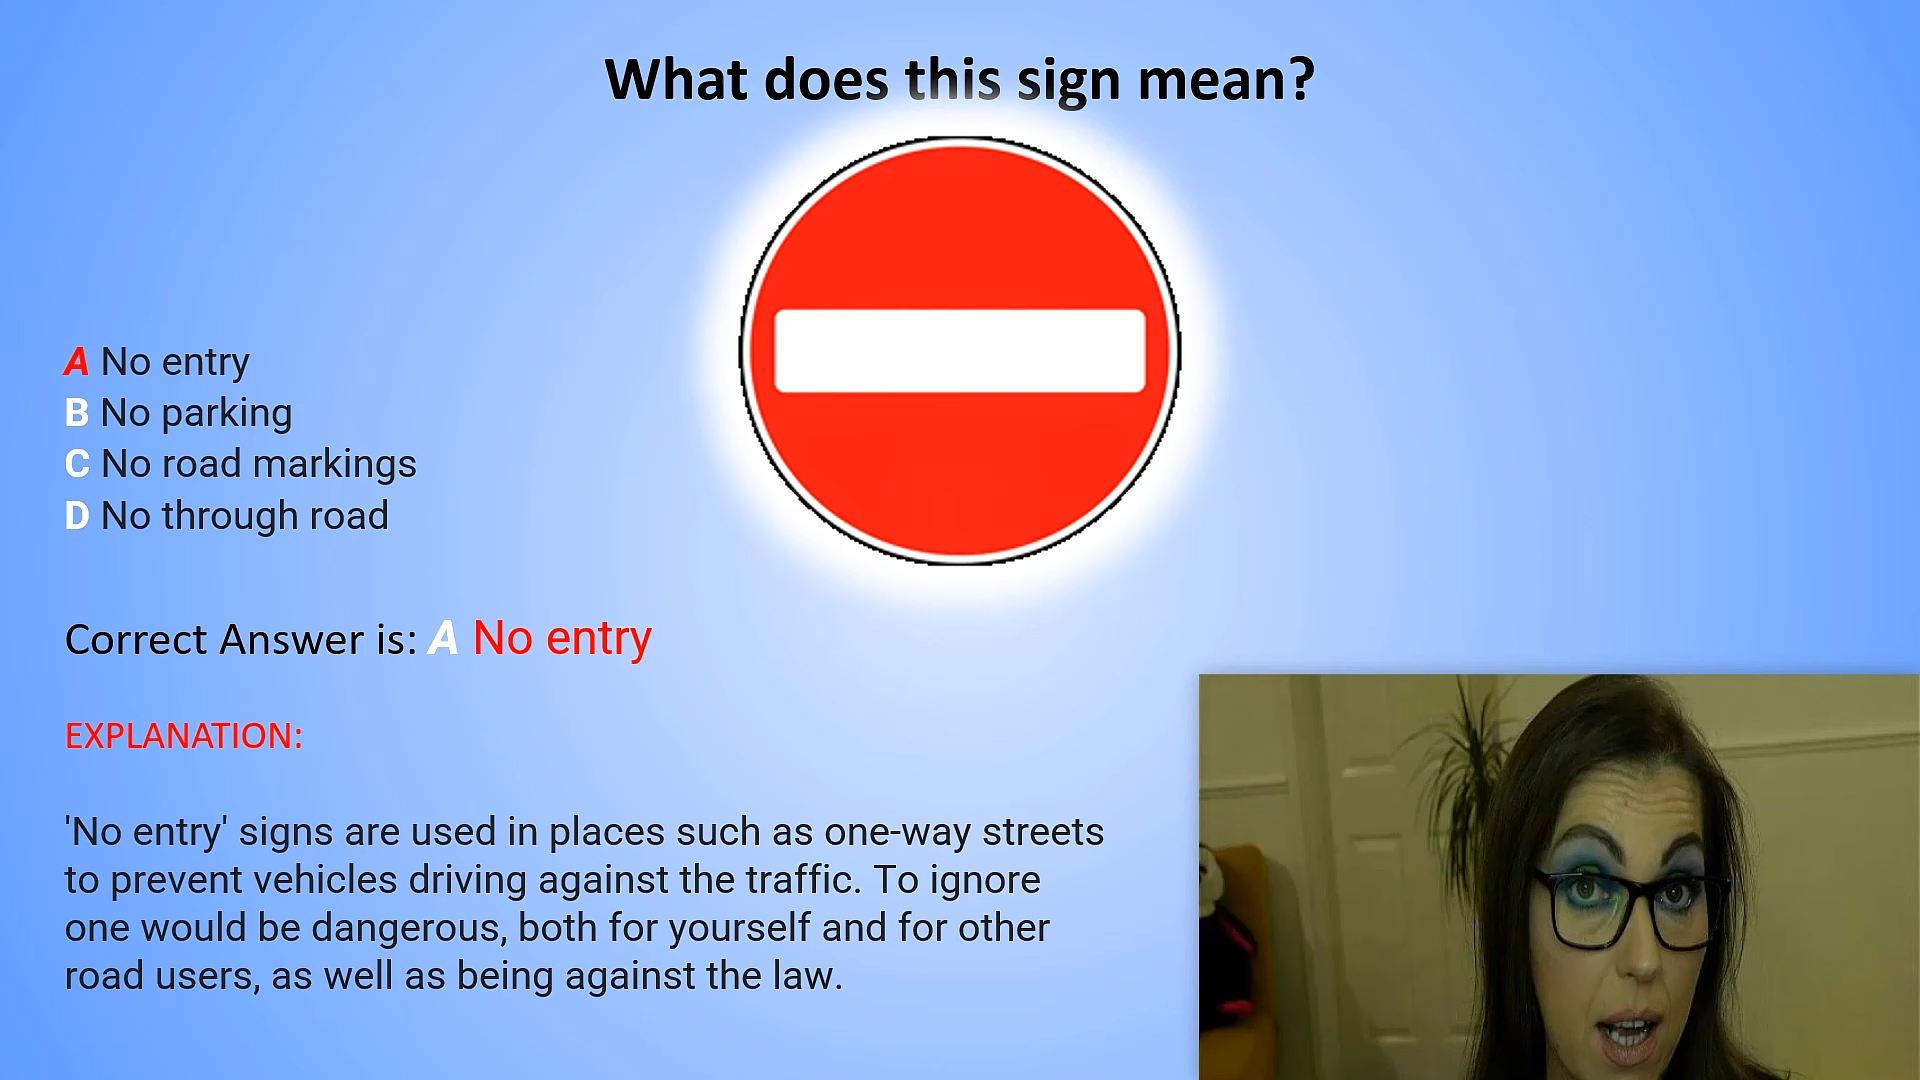 What does this sign mean?
A No entry
B No parking
C No road markings
D No through road
Correct Answer is: A No entry
EXPLANATION:
'No entry' signs are used in places such as one-way streets
to prevent vehicles driving against the traffic. To ignore
one would be dangerous, both for yourself and for other
road users, as well as being against the law.